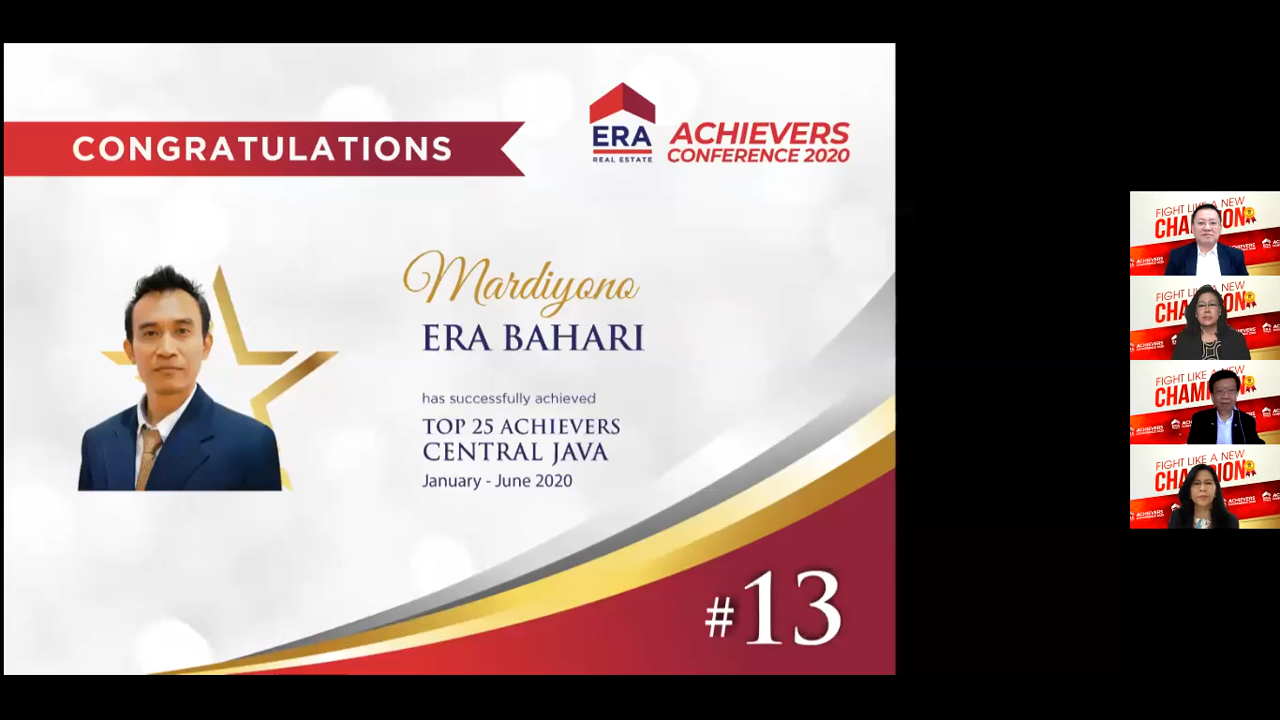 CONGRATULATIONS
ERA
REAL ESTATE
ACHIEVERS
CONFERENCE 2020
Mardiyono
ERA BAHARI
has successfully achieved
TOP 25 ACHIEVERS
CENTRAL JAVA
January - June 2020
#13
FIGHT LIKE A NEW
CHAMPION
FIGHT LIKE A NEW
FIGHT LIKE A NEW
CHAMPION
FIGHT LIKE A NEW
CHAMPION